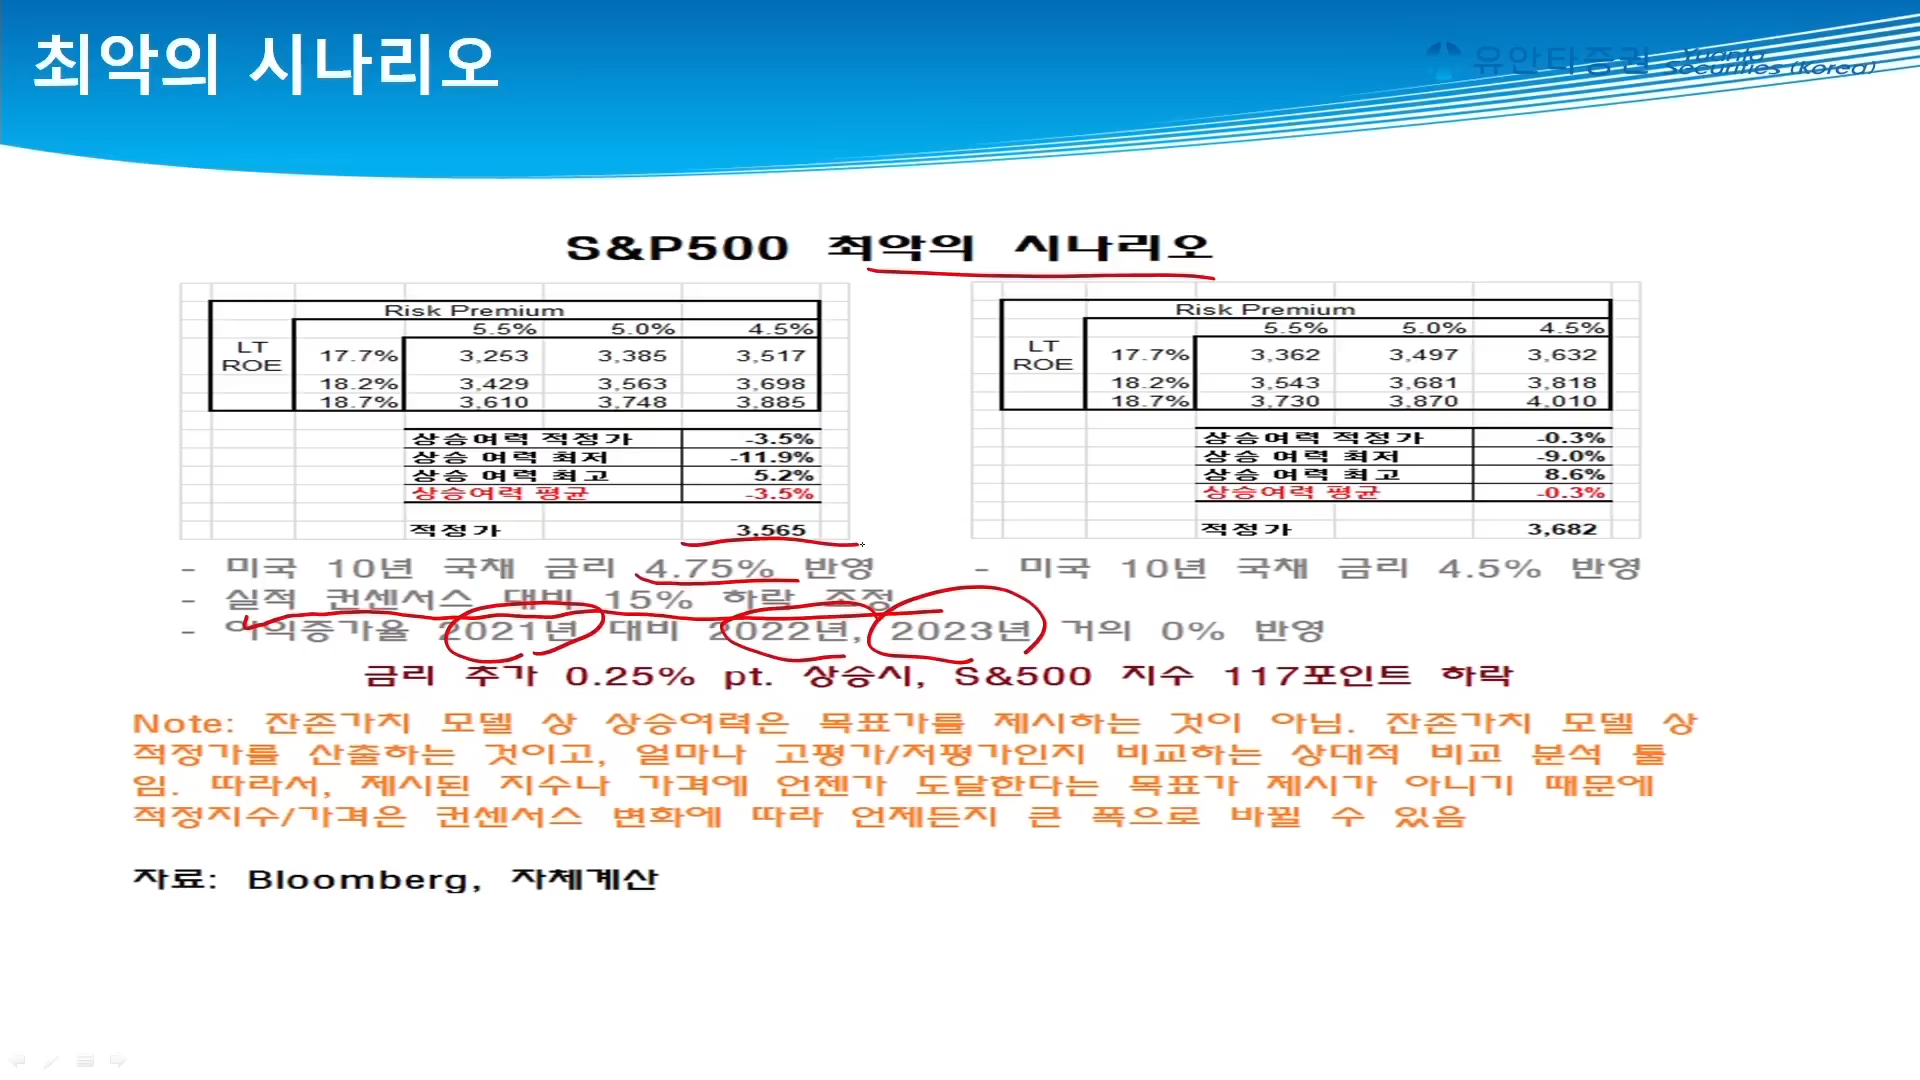 최악의 시나리오
유안타증권 Yuanta Securities (Korea)
S&P500 최악의 시나리오
Risk Premium
5.5% 5.0% 4.5%
LT ROE 17.7% 3,253 3,385 3,517
18.2% 3,429 3,563 3,698
18.7% 3,610 3,748 3,885
상승여력 적정가 -3.5%
상승 여력 최저 -11.9%
상승 여력 최고 5.2%
상승여력 평균 -3.5%
적정가 3,565
Risk Premium
5.5% 5.0% 4.5%
LT ROE 17.7% 3,362 3,497 3,632
18.2% 3,543 3,681 3,818
18.7% 3,730 3,870 4,010
상승여력 적정가 -0.3%
상승 여력 최저 -9.0%
상승 여력 최고 8.6%
상승여력 평균 -0.3%
적정가 3,682
- 미국 10년 국채 금리 4.75% 반영
- 미국 10년 국채 금리 4.5% 반영
- 실적 컨센서스 대비 15% 하락 조정
- 이익증가율 2021년 대비 2022년, 2023년 거의 0% 반영
금리 추가 0.25% pt. 상승시, S&500 지수 117포인트 하락
Note: 잔존가치 모델 상 상승여력은 목표가를 제시하는 것이 아님. 잔존가치 모델 상
적정가를 산출하는 것이고, 얼마나 고평가/저평가인지 비교하는 상대적 비교 분석 툴
임. 따라서, 제시된 지수나 가격에 언젠가 도달한다는 목표가 제시가 아니기 때문에
적정지수/가격은 컨센서스 변화에 따라 언제든지 큰 폭으로 바뀔 수 있음
자료: Bloomberg, 자체계산